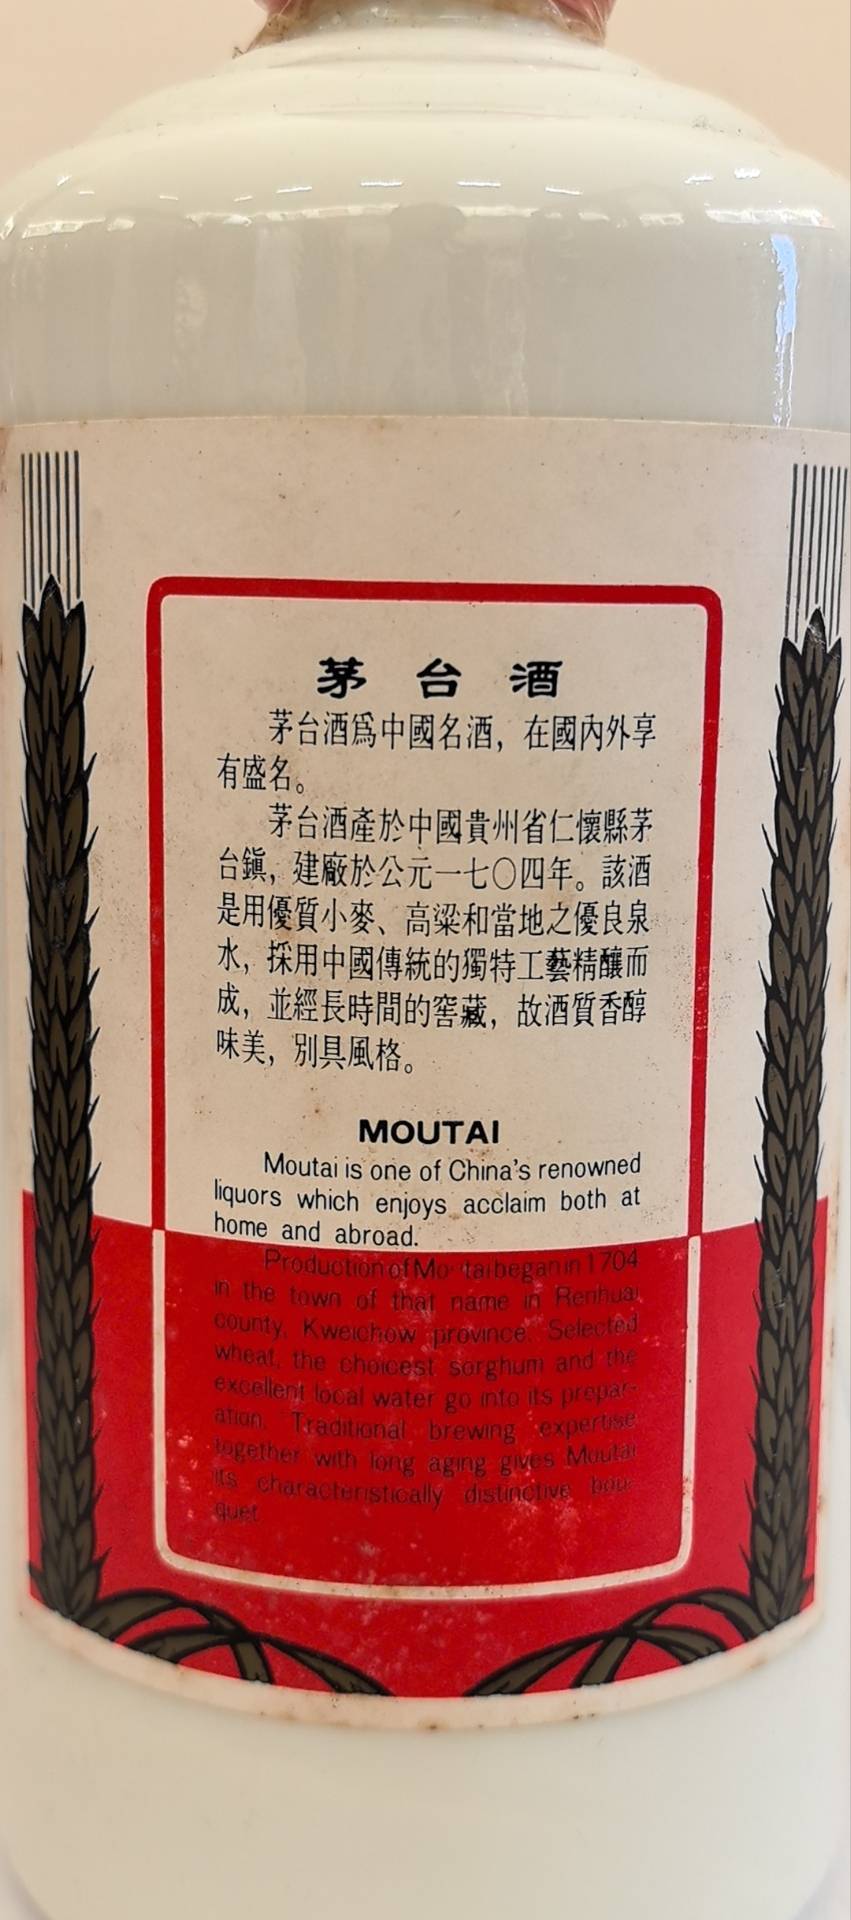 茅台酒
茅台酒爲中國名酒，在國內外享
有盛名。
茅台酒產於中國貴州省仁懷縣茅
台鎭，建廠於公元一七〇四年。該酒
是用優質小麥、高粱和當地之優良泉
水，採用中國傳統的獨特工藝精釀而
成，並經長時間的窖藏，故酒質香醇
味美，別具風格。
MOUTAI
Moutai is one of China's renowned
liquors which enjoys acclaim both at
home and abroad.
Production of Moutai began in 1704
in the town of that name in Renhuai
county, Kweichow province. Selected
wheat, the choicest sorghum and the
excellent local water go into its prepar-
ation. Traditional brewing expertise
together with long aging gives Moutai
its characteristically distinctive bou-
quet